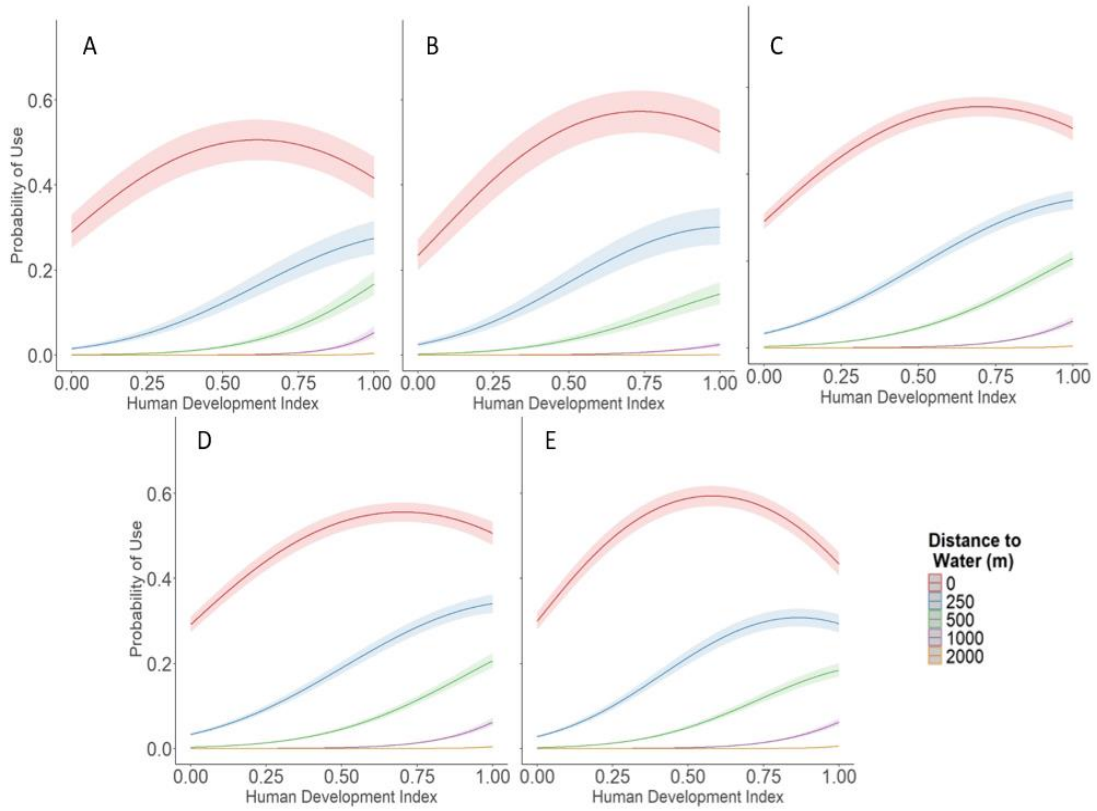 A
B
C
Probability of Use
0.6
0.4
0.2
0.0
0.00 0.25 0.50 0.75 1.00
Human Development Index
0.00 0.25 0.50 0.75 1.00
Human Development Index
0.00 0.25 0.50 0.75 1.00
Human Development Index
D
E
Probability of Use
0.6
0.4
0.2
0.0
0.00 0.25 0.50 0.75 1.00
Human Development Index
0.00 0.25 0.50 0.75 1.00
Human Development Index
Distance to
Water (m)
0
250
500
1000
2000